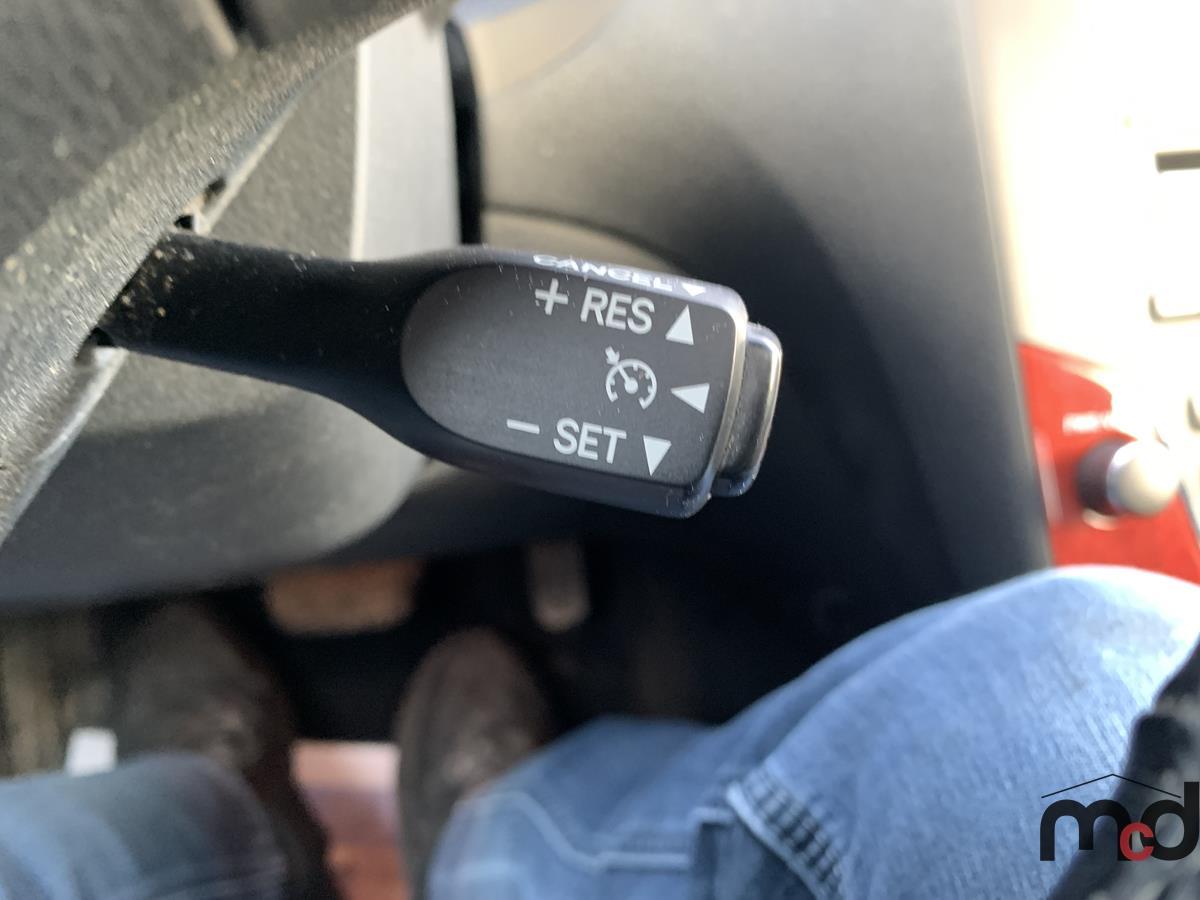 CANCEL
+ RES
- SET
mcd